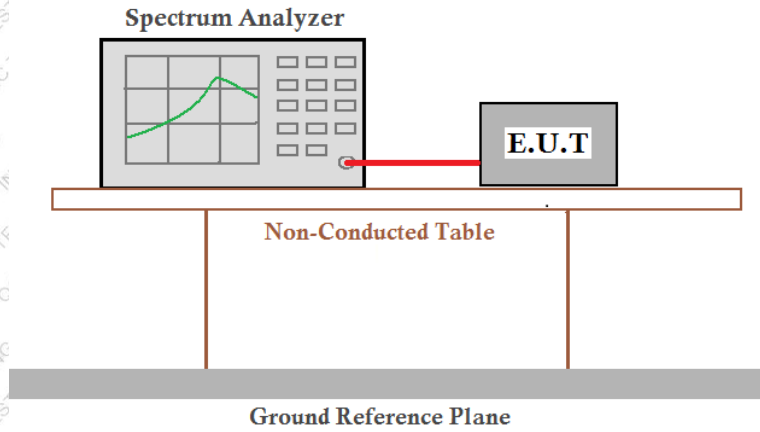 Spectrum Analyzer
E.U.T
Non-Conducted Table
Ground Reference Plane